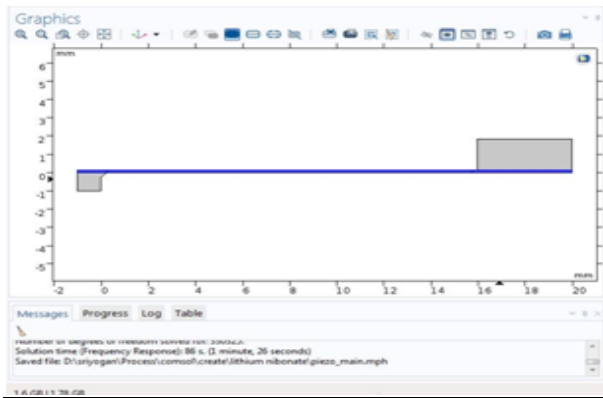 Graphics
mm
6
5
4
3
2
1
0
-1
-2
-3
-4
-5
mm
-2 0 2 4 6 8 10 12 14 16 18 20
Messages Progress Log Table
Number of degrees of freedom solved for: 550525.
Solution time (Frequency Response): 86 s. (1 minute, 26 seconds)
Saved file: D:\sriyogan\Process\comsol\create\lithium nibonate\piezo_main.mph
1.6 GB | 1.78 GB